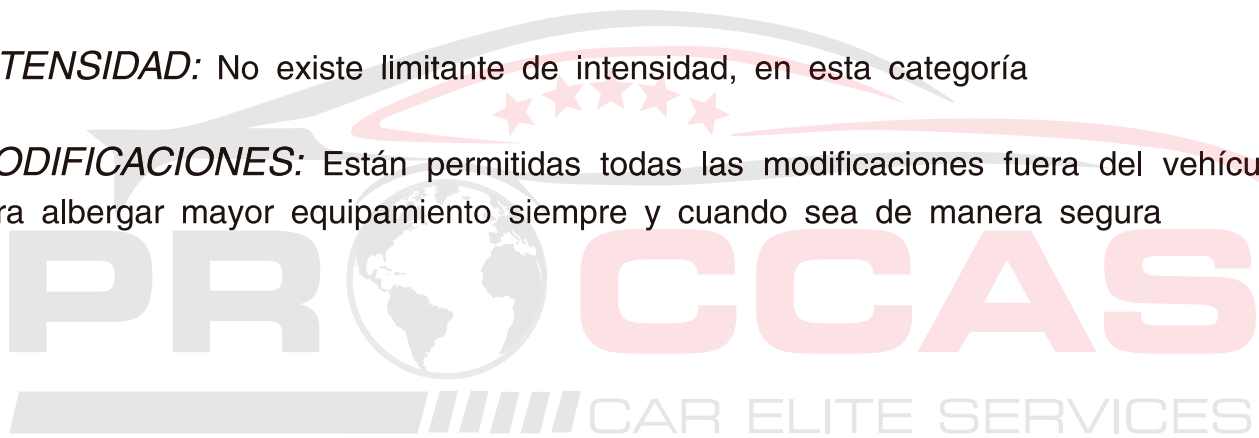 TENSIDAD: No existe limitante de intensidad, en esta categoría
ODIFICACIONES: Están permitidas todas las modificaciones fuera del vehícu
ra albergar mayor equipamiento siempre y cuando sea de manera segura
PROCCAS
CAR ELITE SERVICES